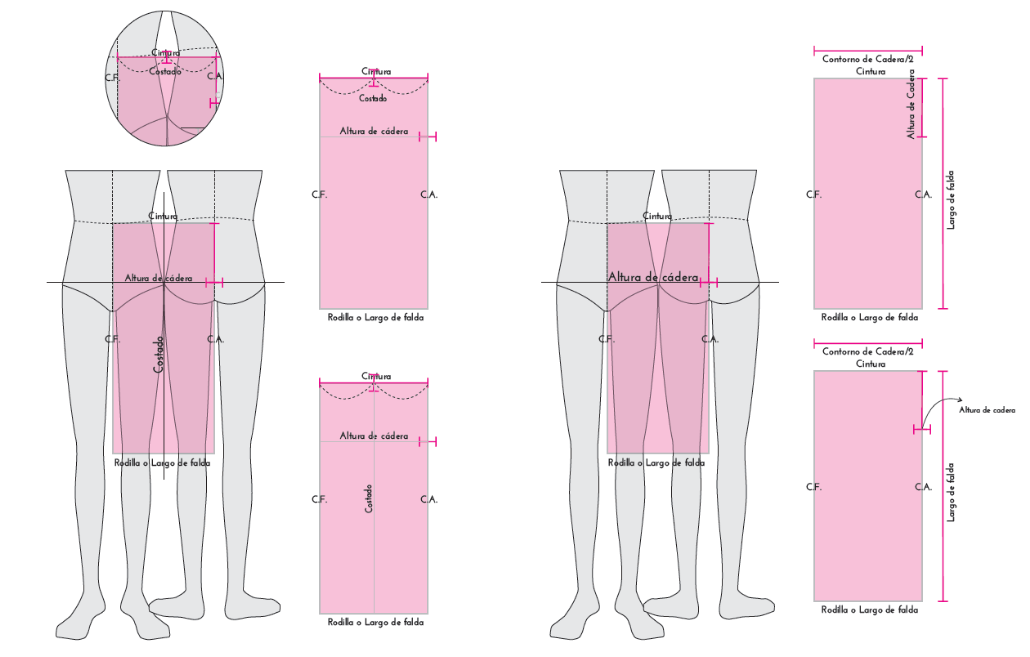 Cintura
Costado
C.F.
C.A.
Cintura
Altura de cádera
C.F.
C.A.
Costado
Rodilla o Largo de falda
Cintura
Costado
Altura de cádera
C.F.
C.A.
Rodilla o Largo de falda
Cintura
Altura de cádera
C.F.
C.A.
Costado
Rodilla o Largo de falda
Cintura
Altura de cádera
C.F.
C.A.
Rodilla o Largo de falda
Contorno de Cadera/2
Cintura
Altura de Cadera
C.F.
C.A.
Largo de falda
Rodilla o Largo de falda
Contorno de Cadera/2
Cintura
Altura de cadera
C.F.
C.A.
Largo de falda
Rodilla o Largo de falda